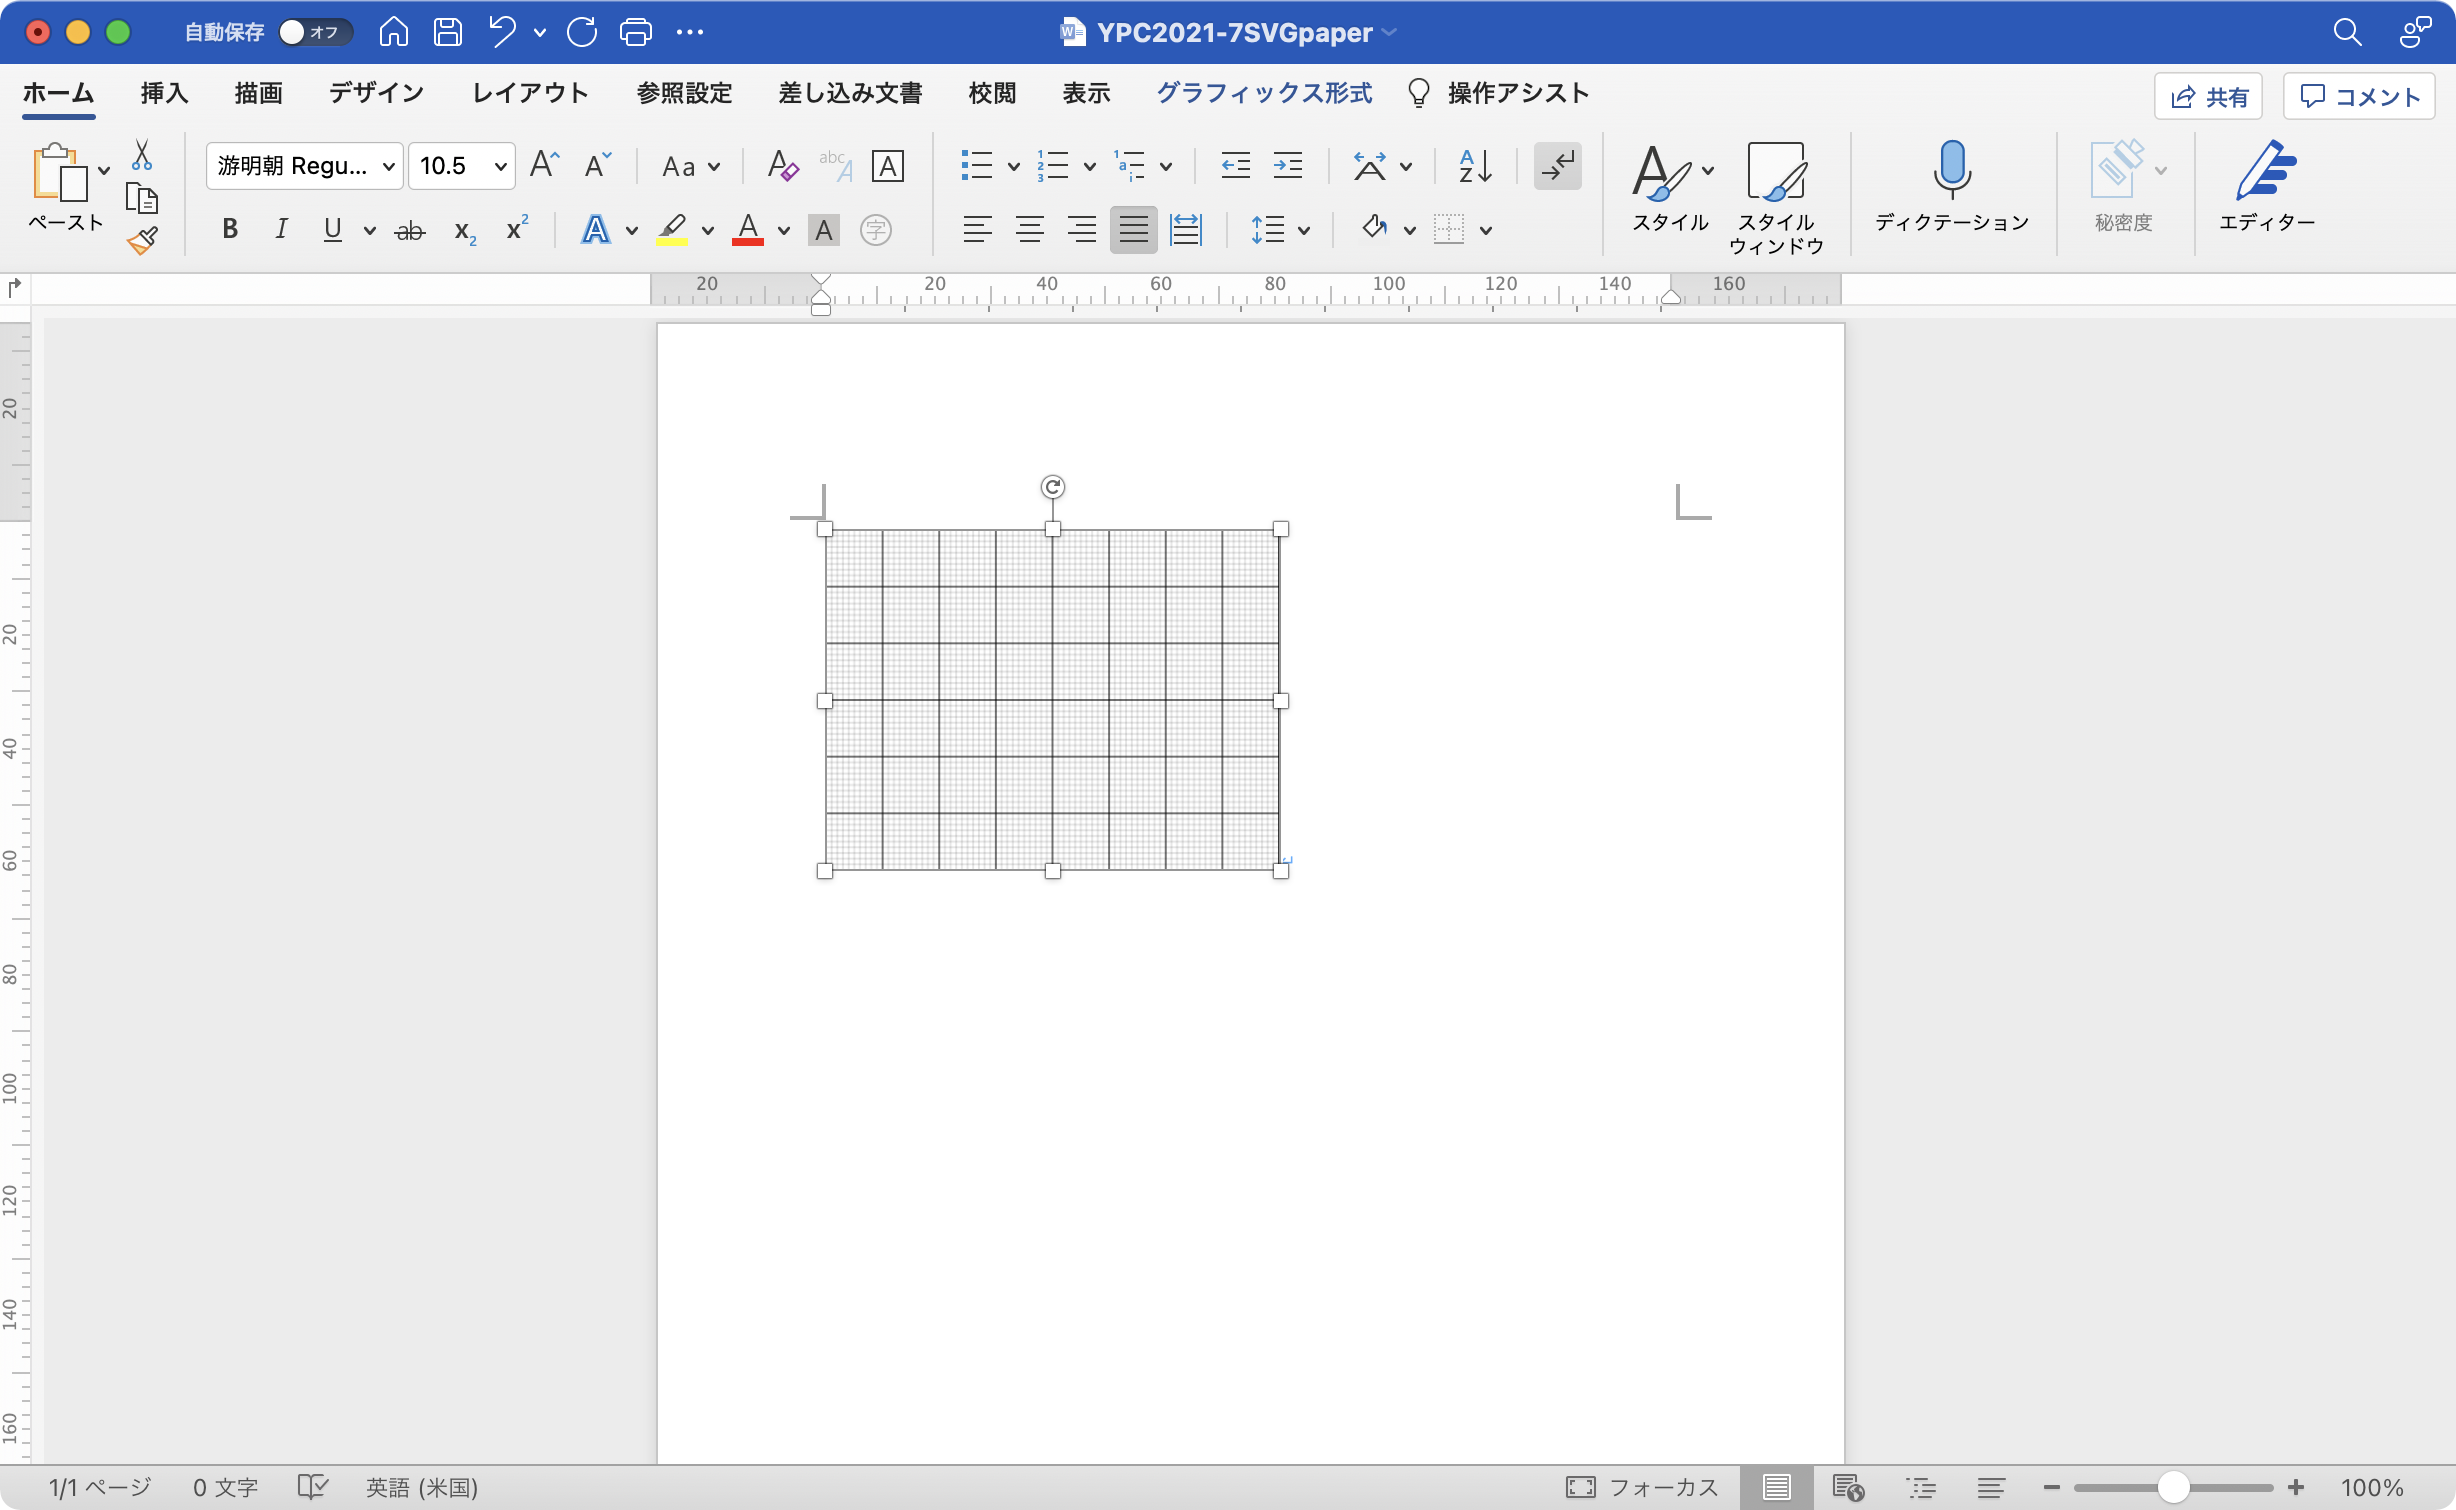 自動保存 オフ YPC2021-7SVGpaper
ホーム 挿入 描画 デザイン レイアウト 参照設定 差し込み文書 校閲 表示 グラフィックス形式 操作アシスト 共有 コメント
ペースト 游明朝 Regu... 10.5 A A Aa A abc A A 1 2 3 1 a i A A Z スタイル スタイル ウィンドウ ディクテーション 秘密度 エディター
B I U ab x2 x2 A A A 字
20 20 40 60 80 100 120 140 160
20
20
40
60
80
100
120
140
160
1/1 ページ 0 文字 英語 (米国) フォーカス 100%